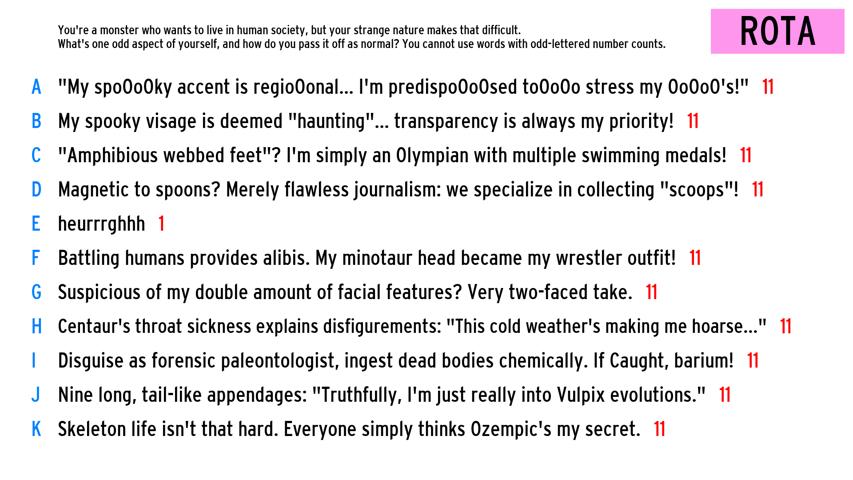 You're a monster who wants to live in human society, but your strange nature makes that difficult.
What's one odd aspect of yourself, and how do you pass it off as normal? You cannot use words with odd-lettered number counts.
ROTA
A "My spoOoOky accent is regioOonal... I'm predispoOoOsed toOoOo stress my OoOoO's!" 11
B My spooky visage is deemed "haunting"... transparency is always my priority! 11
C "Amphibious webbed feet"? I'm simply an Olympian with multiple swimming medals! 11
D Magnetic to spoons? Merely flawless journalism: we specialize in collecting "scoops"! 11
E heurrrghhh 1
F Battling humans provides alibis. My minotaur head became my wrestler outfit! 11
G Suspicious of my double amount of facial features? Very two-faced take. 11
H Centaur's throat sickness explains disfigurements: "This cold weather's making me hoarse..." 11
I Disguise as forensic paleontologist, ingest dead bodies chemically. If Caught, barium! 11
J Nine long, tail-like appendages: "Truthfully, I'm just really into Vulpix evolutions." 11
K Skeleton life isn't that hard. Everyone simply thinks Ozempic's my secret. 11